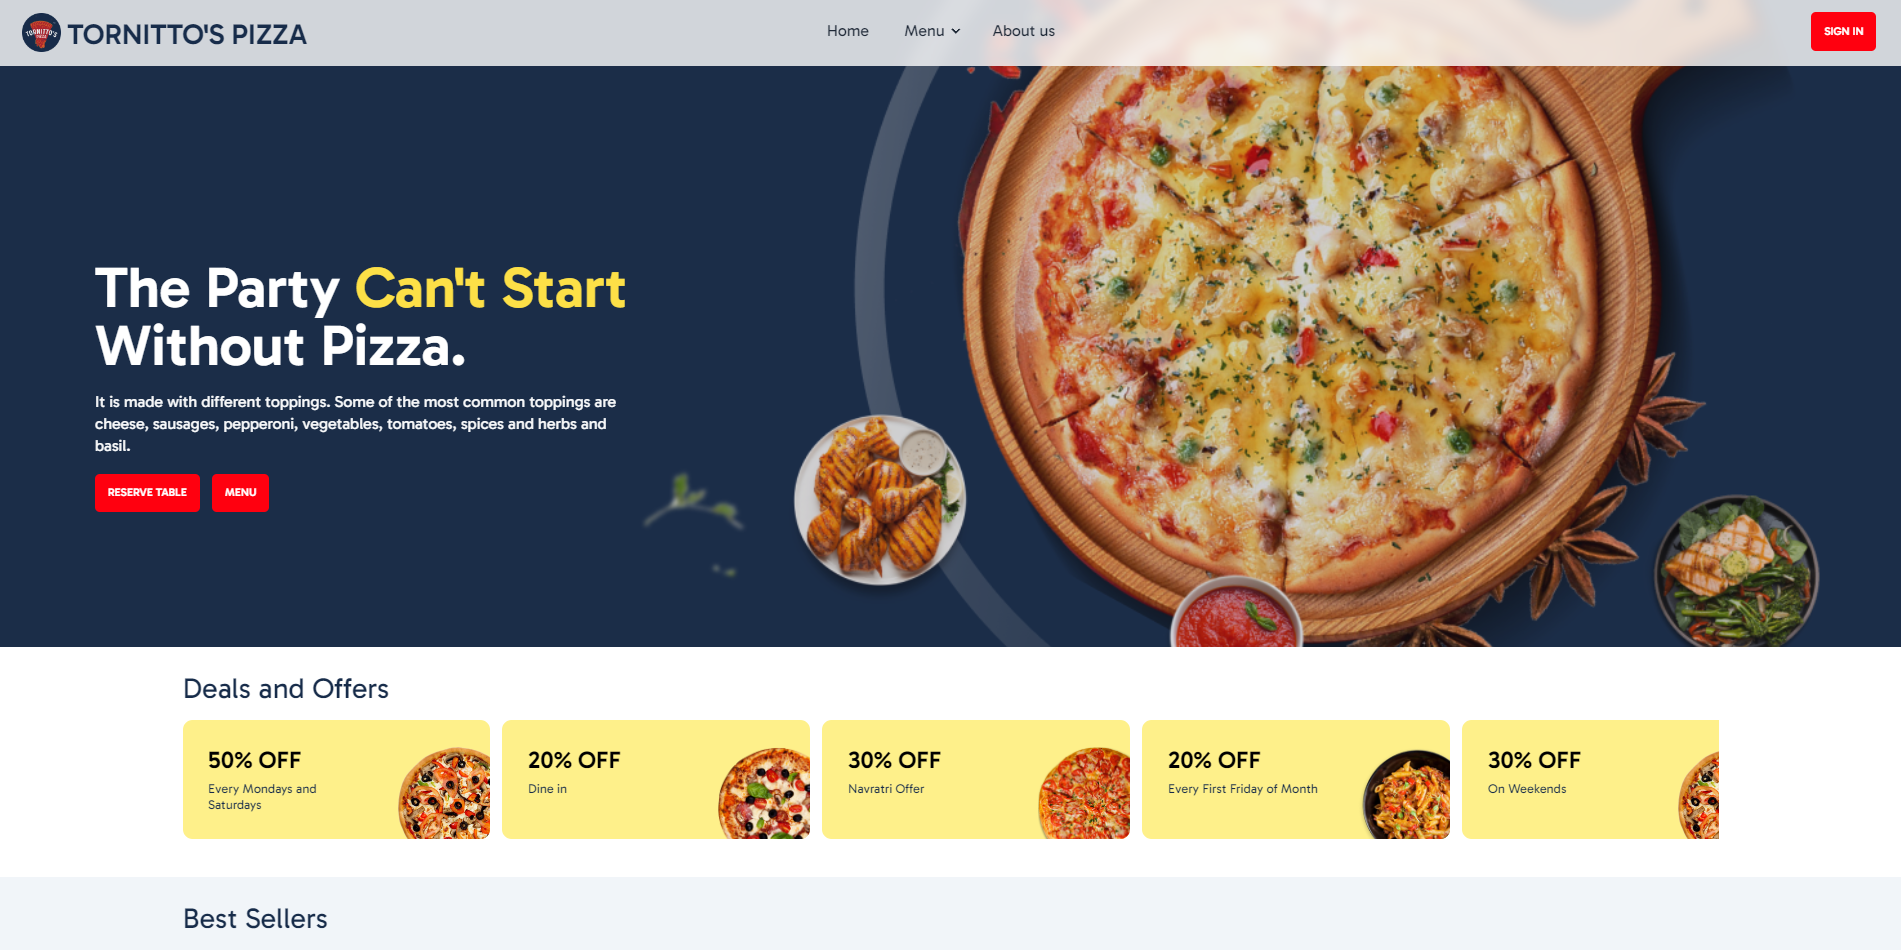 TORNITTO'S
PIZZA
TORNITTO'S PIZZA
Home
Menu
About us
SIGN IN
The Party Can't Start
Without Pizza.
It is made with different toppings. Some of the most common toppings are
cheese, sausages, pepperoni, vegetables, tomatoes, spices and herbs and
basil.
RESERVE TABLE
MENU
Deals and Offers
50% OFF
Every Mondays and
Saturdays
20% OFF
Dine in
30% OFF
Navratri Offer
20% OFF
Every First Friday of Month
30% OFF
On Weekends
Best Sellers